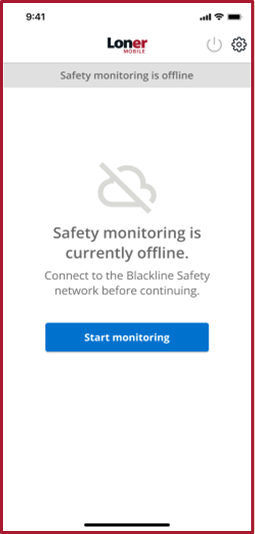 9:41
Loner
MOBILE
Safety monitoring is offline
Safety monitoring is
currently offline.
Connect to the Blackline Safety
network before continuing.
Start monitoring